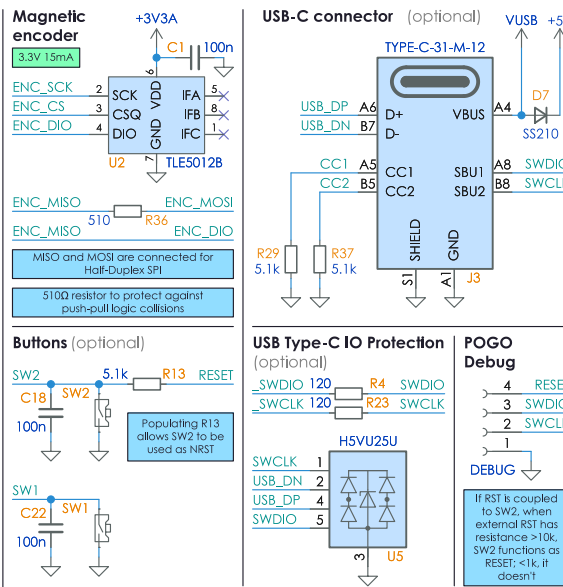 Magnetic
encoder
3.3V 15mA
+3V3A
C1 100n
ENC_SCK 2 SCK
ENC_CS 3 CSQ
ENC_DIO 4 DIO
6 VDD
GND 7
IFA 5
IFB 8
IFC 1
U2 TLE5012B
ENC_MISO ENC_MOSI
510 R36
ENC_MISO ENC_DIO
MISO and MOSI are connected for
Half-Duplex SPI
510Ω resistor to protect against
push-pull logic collisions
USB-C connector (optional)
VUSB +5
TYPE-C-31-M-12
D7
SS210
USB_DP A6 D+
USB_DN B7 D-
VBUS A4
CC1 A5 CC1
CC2 B5 CC2
SBU1 A8 SWDIO
SBU2 B8 SWCL
SHIELD S1
GND A1
J3
R29
5.1k
R37
5.1k
Buttons (optional)
SW2 5.1k R13 RESET
C18
100n
SW2
Populating R13
allows SW2 to be
used as NRST
SW1
C22
100n
SW1
USB Type-C IO Protection
(optional)
_SWDIO 120 R4 SWDIO
_SWCLK 120 R23 SWCLK
H5VU25U
SWCLK 1
USB_DN 2
USB_DP 4
SWDIO 5
3
U5
POGO
Debug
4 RESE
3 SWDIO
2 SWCL
1
DEBUG
If RST is coupled
to SW2, when
external RST has
resistance >10k,
SW2 functions as
RESET; <1k, it
doesn't